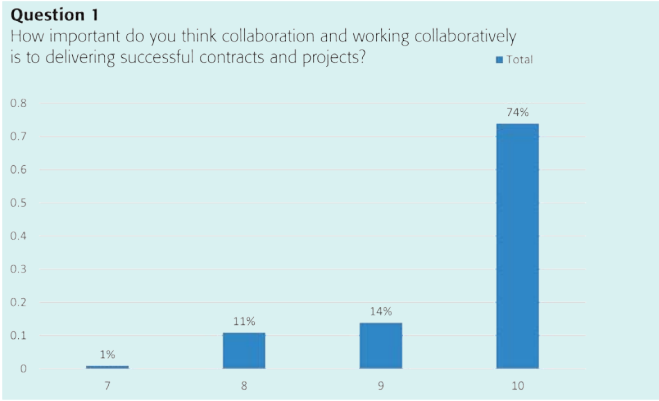 Question 1
How important do you think collaboration and working collaboratively
is to delivering successful contracts and projects?
Total
0.8
74%
0.7
0.6
0.5
0.4
0.3
0.2
14%
11%
0.1
1%
0
7 8 9 10